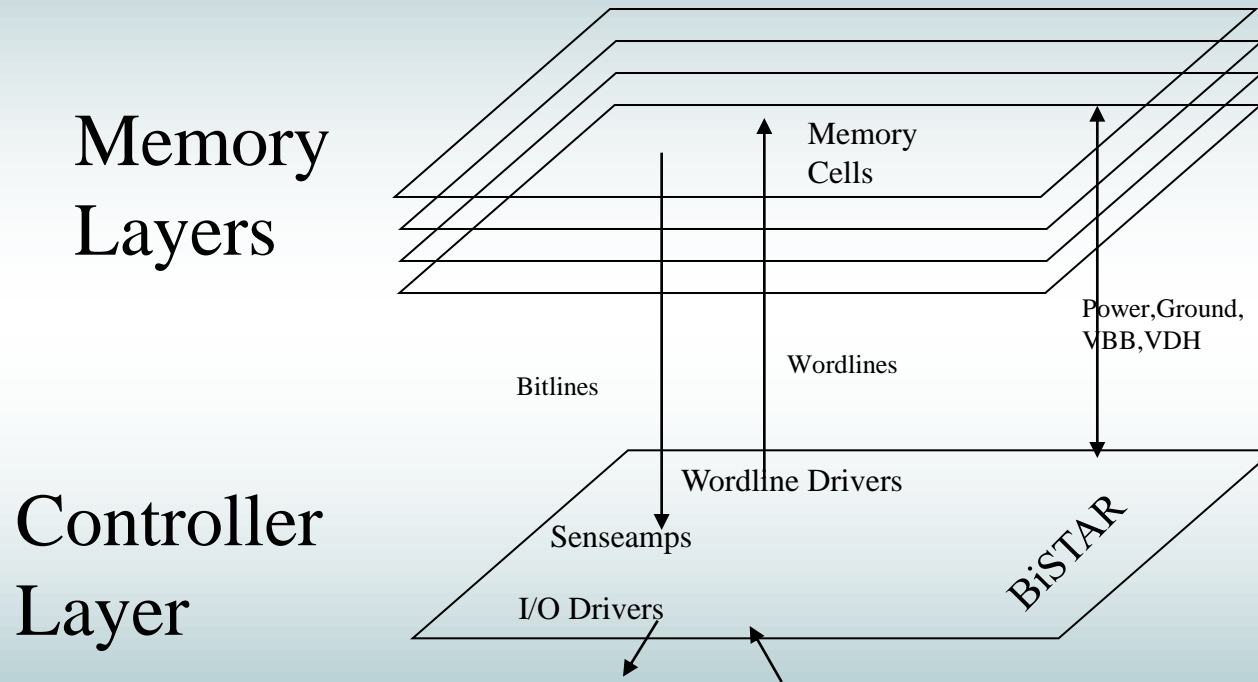 Memory
Layers
Memory
Cells
Power,Ground,
VBB,VDH
Wordlines
Bitlines
Controller
Layer
Wordline Drivers
Senseamps
I/O Drivers
BiSTAR